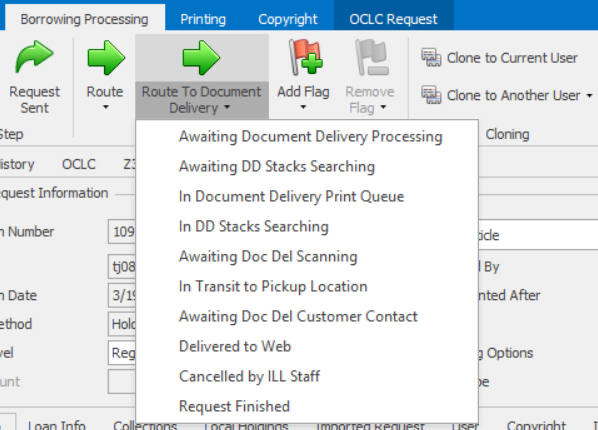 Borrowing Processing Printing Copyright OCLC Request
Request Sent
Route
Route To Document Delivery
Add Flag
Remove Flag
Clone to Current User
Clone to Another User
Step
Cloning
History OCLC
Awaiting Document Delivery Processing
Awaiting DD Stacks Searching
In Document Delivery Print Queue
In DD Stacks Searching
Awaiting Doc Del Scanning
In Transit to Pickup Location
Awaiting Doc Del Customer Contact
Delivered to Web
Cancelled by ILL Staff
Request Finished
quest Information
n Number 109
icle
tj08
l By
n Date 3/19
nted After
ethod Hold
vel Reg
g Options
unt
pe
Loan Info Collections Local Holdings Imported Request User Copyright